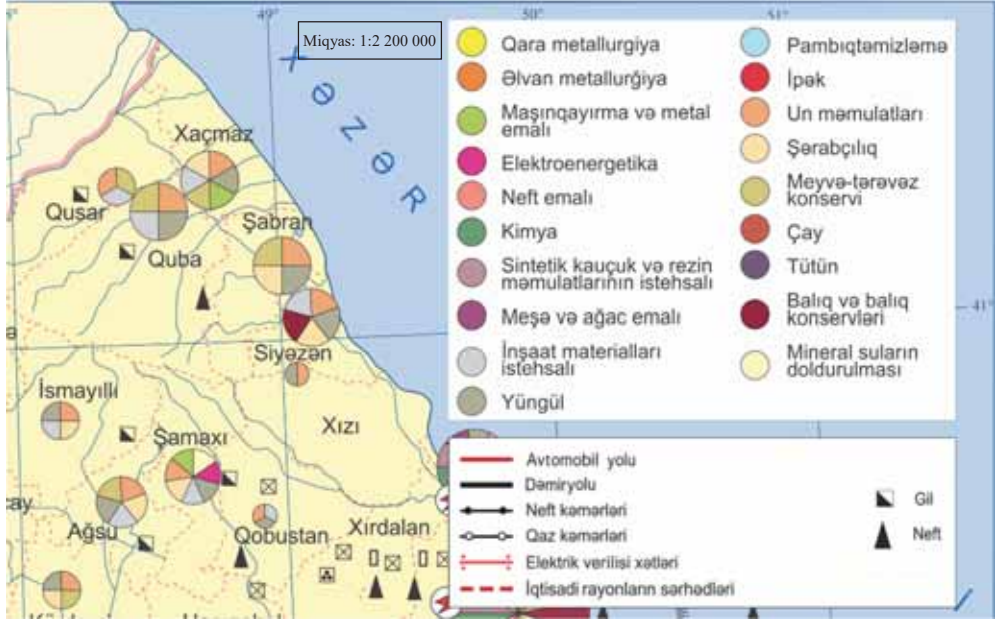 49°
50°
51°
Miqyas: 1:2 200 000
XƏZƏR
Xaçmaz
Qusar
Şabran
Quba
Siyəzən
İsmayıllı
Xızı
Şamaxı
Ağsu
Qobustan
Xırdalan
41°
Qara metallurgiya
Əlvan metallurğiya
Maşınqayırma və metal
emalı
Elektroenergetika
Neft emalı
Kimya
Sintetik kauçuk və rezin
məmulatlarının istehsalı
Meşə və ağac emalı
İnşaat materialları
istehsalı
Yüngül
Pambıqtəmizləmə
İpək
Un məmulatları
Şərabçılıq
Meyvə-tərəvəz
konservi
Çay
Tütün
Balıq və balıq
konservləri
Mineral suların
doldurulması
Avtomobil yolu
Dəmiryolu
Neft kəmərləri
Qaz kəmərləri
Elektrik verilisi xətləri
İqtisadi rayonların sərhədləri
Gil
Neft